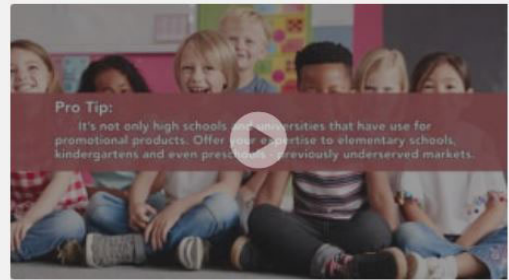 Pro Tip:
It's not only high schools and universities that have use for
promotional products. Offer your expertise to elementary schools,
kindergartens and even preschools - previously underserved markets.